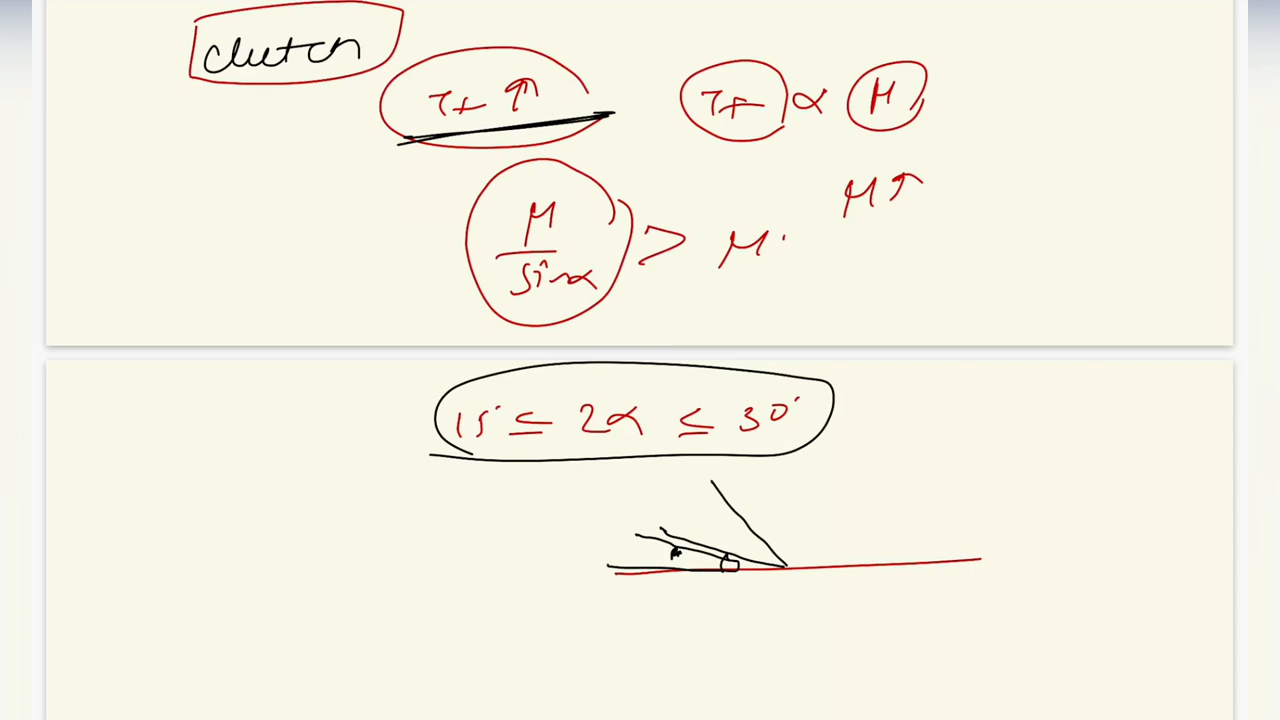 clutch
Tf ↑ Tf ∝ μ
μ ↑
μ/sinα > μ.
15° ≤ 2α ≤ 30°